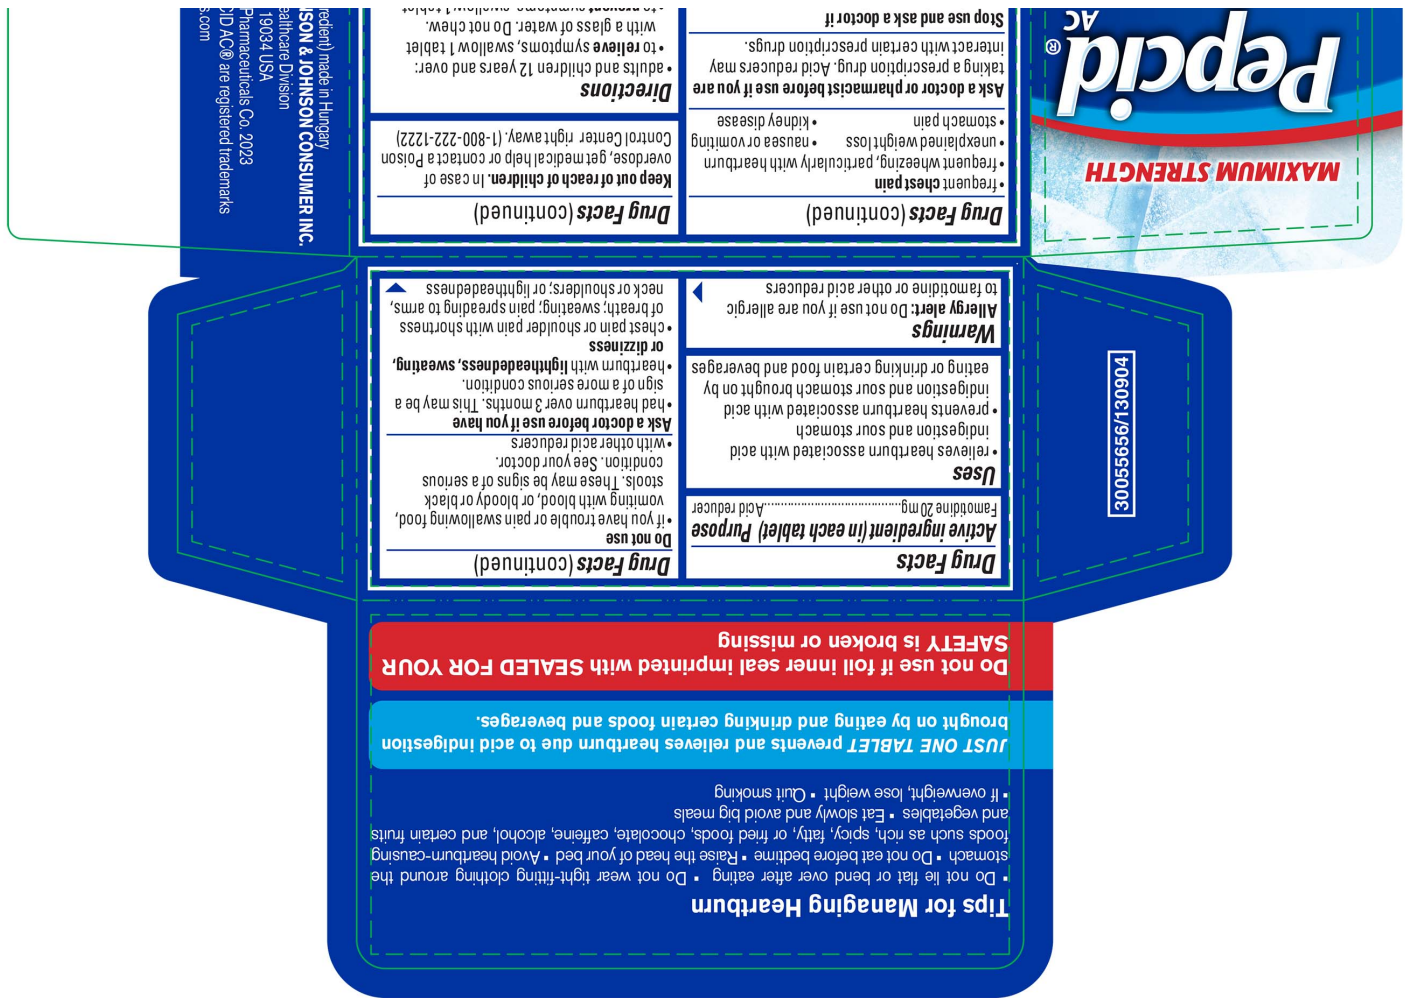 Tips for Managing Heartburn
▪ Do not lie flat or bend over after eating ▪ Do not wear tight-fitting clothing around the
stomach ▪ Do not eat before bedtime ▪ Raise the head of your bed ▪ Avoid heartburn-causing
foods such as rich, spicy, fatty, or fried foods, chocolate, caffeine, alcohol, and certain fruits
and vegetables ▪ Eat slowly and avoid big meals
▪ If overweight, lose weight ▪ Quit smoking
JUST ONE TABLET prevents and relieves heartburn due to acid indigestion
brought on by eating and drinking certain foods and beverages.
Do not use if foil inner seal imprinted with SEALED FOR YOUR
SAFETY is broken or missing
Drug Facts
Active ingredient (in each tablet) Purpose
Famotidine 20 mg........................................Acid reducer
Uses
• relieves heartburn associated with acid
indigestion and sour stomach
• prevents heartburn associated with acid
indigestion and sour stomach brought on by
eating or drinking certain food and beverages
Warnings
Allergy alert: Do not use if you are allergic
to famotidine or other acid reducers
Drug Facts (continued)
Do not use
• if you have trouble or pain swallowing food,
vomiting with blood, or bloody or black
stools. These may be signs of a serious
condition. See your doctor.
• with other acid reducers
Ask a doctor before use if you have
• had heartburn over 3 months. This may be a
sign of a more serious condition.
• heartburn with lightheadedness, sweating,
or dizziness
• chest pain or shoulder pain with shortness
of breath; sweating; pain spreading to arms,
neck or shoulders; or lightheadedness
30055656/130904
Drug Facts (continued)
• frequent chest pain
• frequent wheezing, particularly with heartburn
• unexplained weight loss • nausea or vomiting
• stomach pain • kidney disease
Ask a doctor or pharmacist before use if you are
taking a prescription drug. Acid reducers may
interact with certain prescription drugs.
Stop use and ask a doctor if
Drug Facts (continued)
Keep out of reach of children. In case of
overdose, get medical help or contact a Poison
Control Center right away. (1-800-222-1222)
Directions
• adults and children 12 years and over:
• to relieve symptoms, swallow 1 tablet
with a glass of water. Do not chew.
• to prevent symptoms, swallow 1 tablet
MAXIMUM STRENGTH
Pepcid®
AC
redient)) made in Hungary
NSON & JOHNSON CONSUMER INC.
ealthcare Division
19034 USA
Pharmaceuticals Co. 2023
CID AC® are registered trademarks
s.com